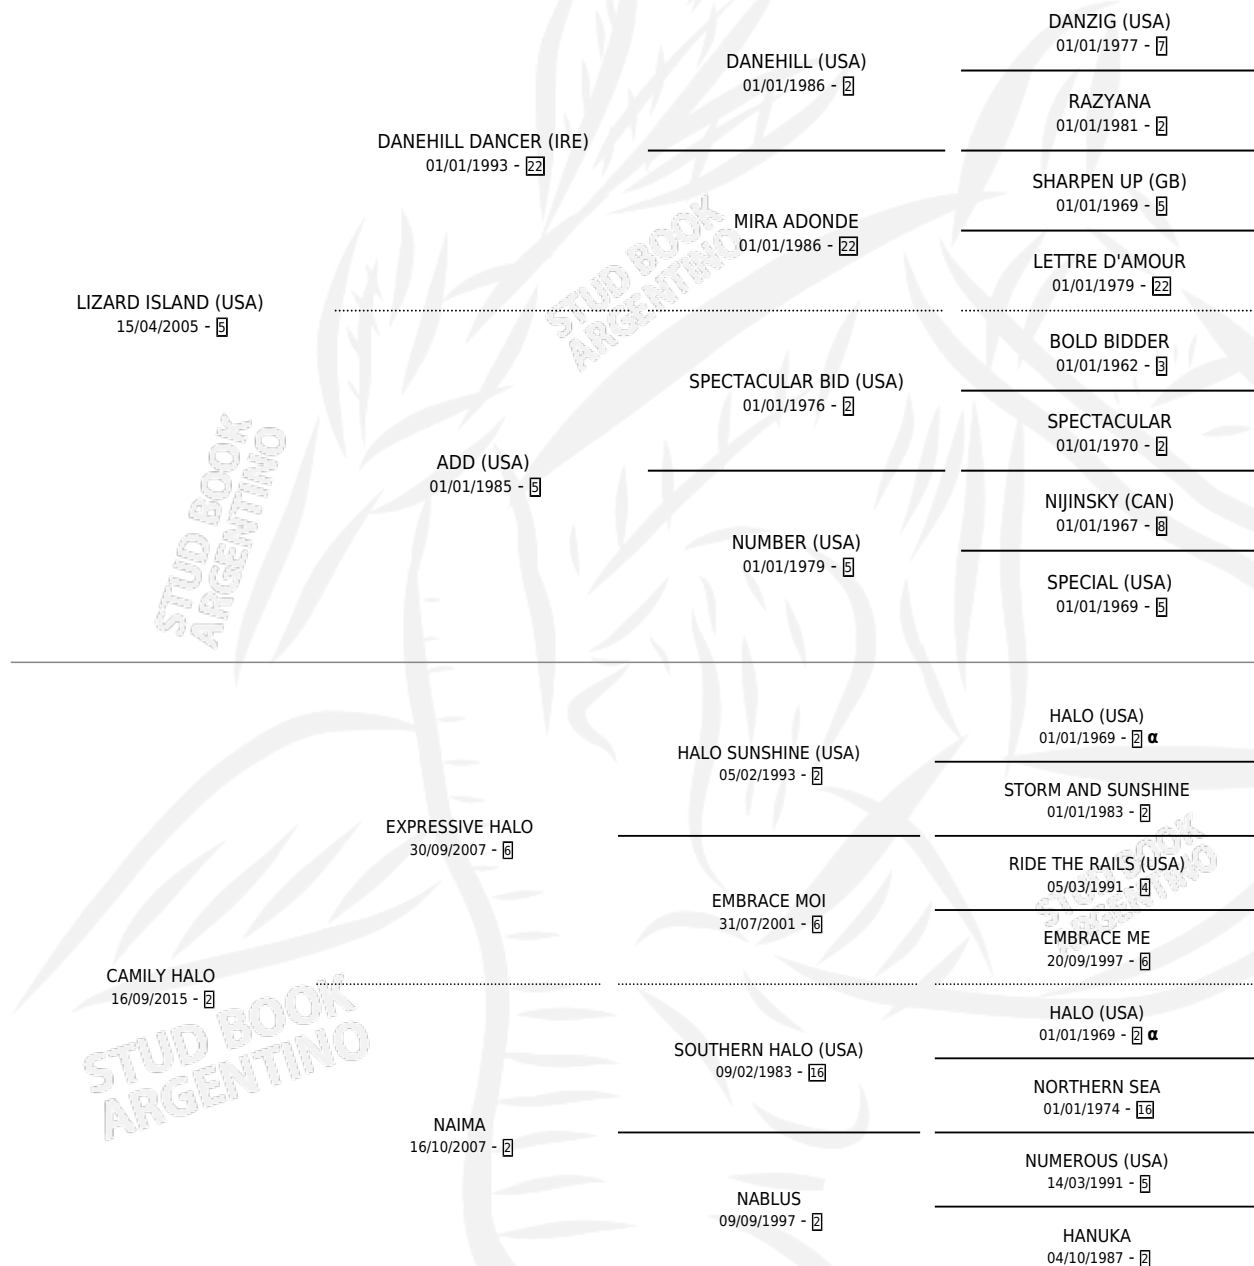 DANZIG (USA)
01/01/1977 - 7
DANEHILL (USA)
01/01/1986 - 2
RAZYANA
01/01/1981 - 2
DANEHILL DANCER (IRE)
01/01/1993 - 22
SHARPEN UP (GB)
01/01/1969 - 5
MIRA ADONDE
01/01/1986 - 22
LETTRE D'AMOUR
01/01/1979 - 22
LIZARD ISLAND (USA)
15/04/2005 - 5
BOLD BIDDER
01/01/1962 - 3
SPECTACULAR BID (USA)
01/01/1976 - 2
SPECTACULAR
01/01/1970 - 2
ADD (USA)
01/01/1985 - 5
NIJINSKY (CAN)
01/01/1967 - 8
NUMBER (USA)
01/01/1979 - 5
SPECIAL (USA)
01/01/1969 - 5
HALO (USA)
01/01/1969 - 2 α
HALO SUNSHINE (USA)
05/02/1993 - 2
STORM AND SUNSHINE
01/01/1983 - 2
EXPRESSIVE HALO
30/09/2007 - 6
RIDE THE RAILS (USA)
05/03/1991 - 4
EMBRACE MOI
31/07/2001 - 6
EMBRACE ME
20/09/1997 - 6
CAMILY HALO
16/09/2015 - 2
HALO (USA)
01/01/1969 - 2 α
SOUTHERN HALO (USA)
09/02/1983 - 16
NORTHERN SEA
01/01/1974 - 16
NAIMA
16/10/2007 - 2
NUMEROUS (USA)
14/03/1991 - 5
NABLUS
09/09/1997 - 2
HANUKA
04/10/1987 - 2
STUD BOOK
ARGENTINO
STUD BOOK
ARGENTINO
STUD BOOK
ARGENTINO
STUD BOOK
ARGENTINO